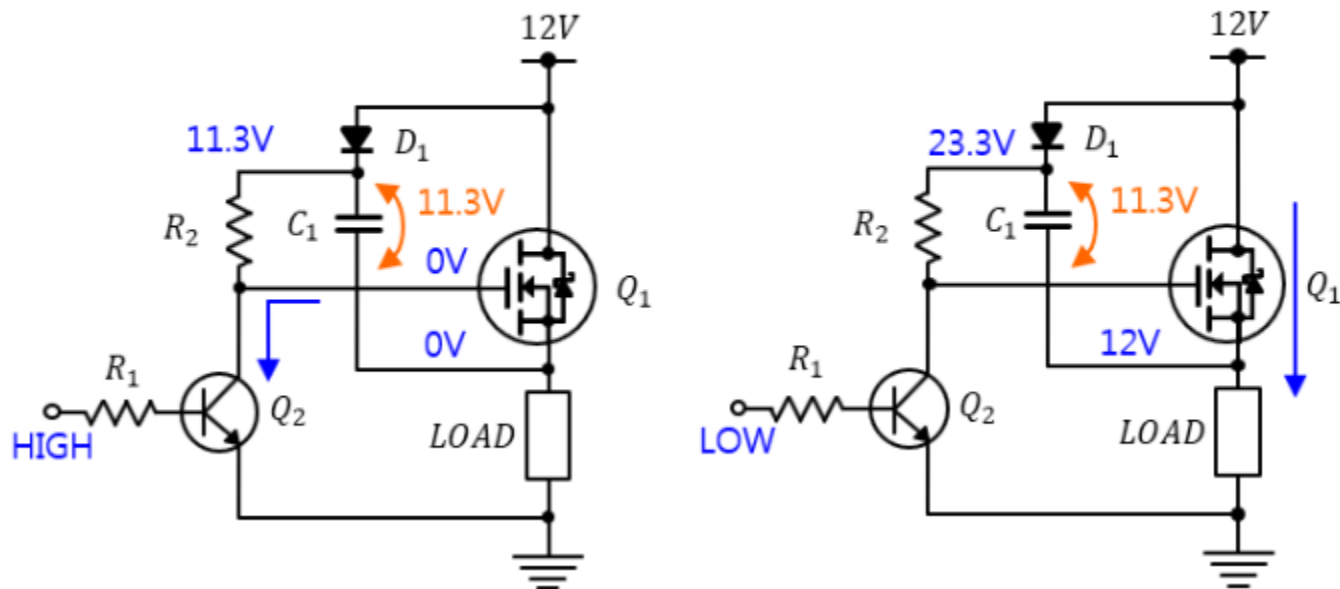 12V
11.3V
D₁
R₂
C₁
11.3V
0V
Q₁
0V
R₁
Q₂
HIGH
LOAD
12V
23.3V
D₁
R₂
C₁
11.3V
Q₁
12V
R₁
Q₂
LOW
LOAD